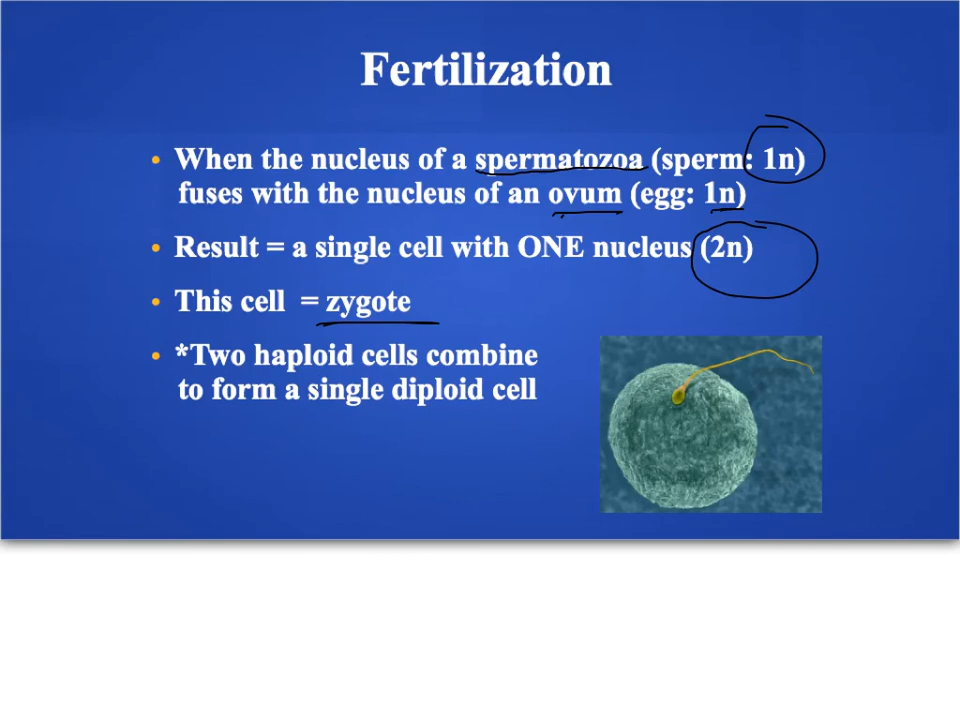 Fertilization
• When the nucleus of a spermatozoa (sperm: 1n)
fuses with the nucleus of an ovum (egg: 1n)
• Result = a single cell with ONE nucleus (2n)
• This cell = zygote
• *Two haploid cells combine
to form a single diploid cell